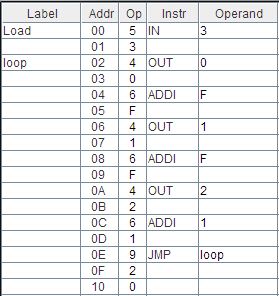 Label Addr Op Instr Operand
Load 00 5 IN 3
01 3
loop 02 4 OUT 0
03 0
04 6 ADDI F
05 F
06 4 OUT 1
07 1
08 6 ADDI F
09 F
0A 4 OUT 2
0B 2
0C 6 ADDI 1
0D 1
0E 9 JMP loop
0F 2
10 0